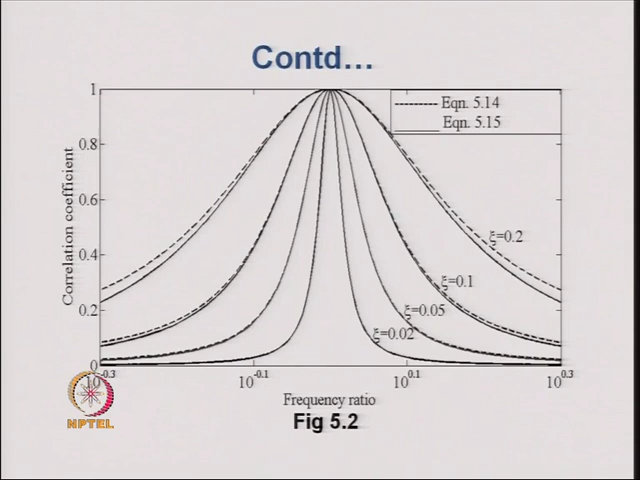 Contd...
Eqn. 5.14
Eqn. 5.15
1
0.8
0.6
0.4
0.2
0
Correlation coefficient
ξ=0.2
ξ=0.1
ξ=0.05
ξ=0.02
10^-0.3
10^-0.1
10^0.1
10^0.3
Frequency ratio
Fig 5.2
NPTEL